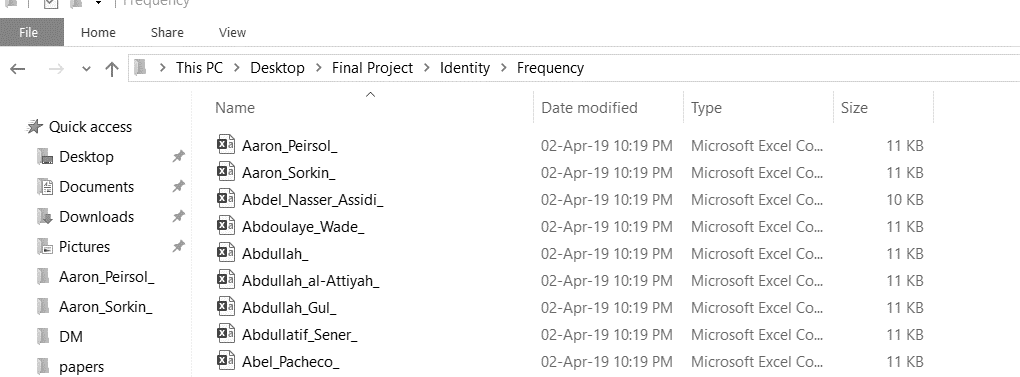 Frequency
File Home Share View
This PC > Desktop > Final Project > Identity > Frequency
Name Date modified Type Size
Quick access
Desktop
Documents
Downloads
Pictures
Aaron_Peirsol_
Aaron_Sorkin_
DM
papers
Aaron_Peirsol_ 02-Apr-19 10:19 PM Microsoft Excel Co... 11 KB
Aaron_Sorkin_ 02-Apr-19 10:19 PM Microsoft Excel Co... 11 KB
Abdel_Nasser_Assidi_ 02-Apr-19 10:19 PM Microsoft Excel Co... 10 KB
Abdoulaye_Wade_ 02-Apr-19 10:19 PM Microsoft Excel Co... 11 KB
Abdullah_ 02-Apr-19 10:19 PM Microsoft Excel Co... 11 KB
Abdullah_al-Attiyah_ 02-Apr-19 10:19 PM Microsoft Excel Co... 11 KB
Abdullah_Gul_ 02-Apr-19 10:19 PM Microsoft Excel Co... 11 KB
Abdullatif_Sener_ 02-Apr-19 10:19 PM Microsoft Excel Co... 11 KB
Abel_Pacheco_ 02-Apr-19 10:19 PM Microsoft Excel Co... 11 KB